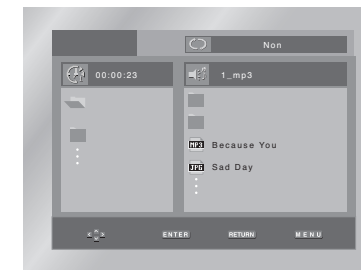 Non
00:00:23
1_mp3
MP3 Because You
JPG Sad Day
ENTER RETURN MENU